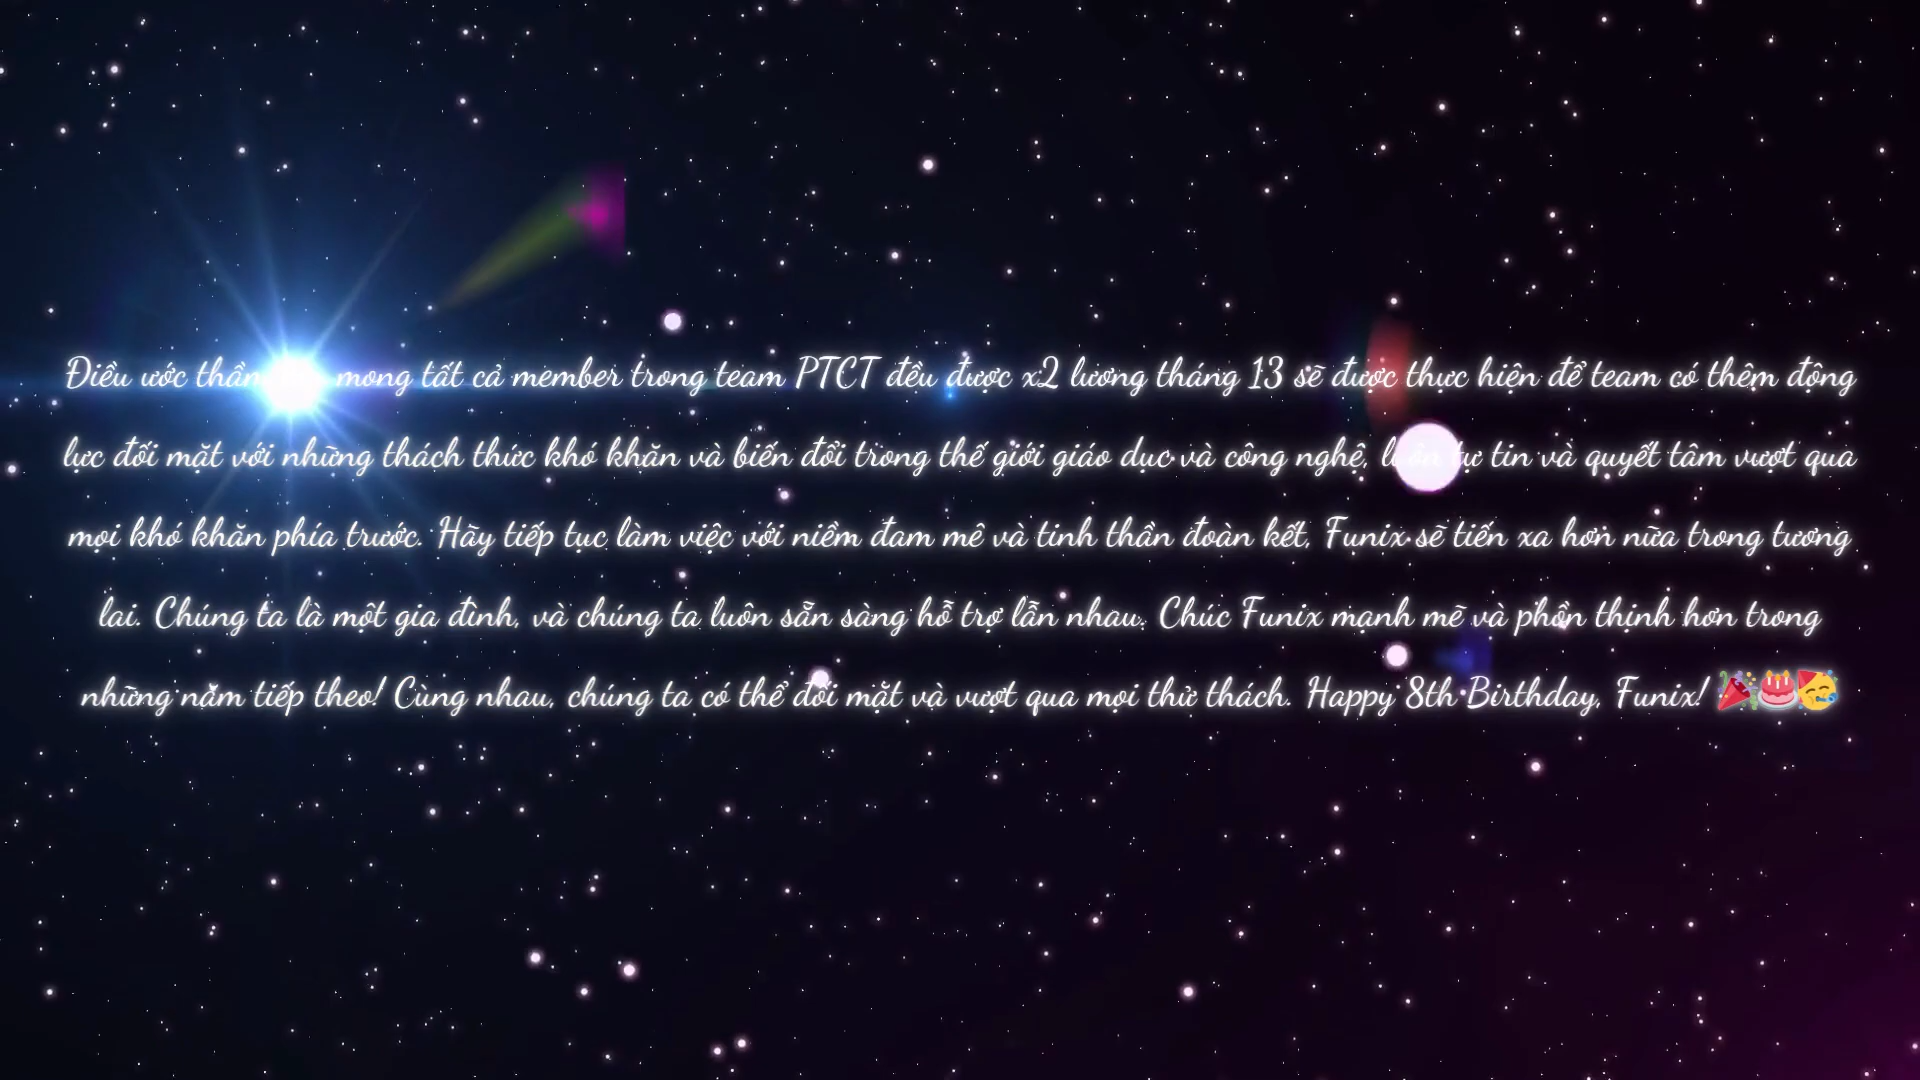 Điều ước thần mong tất cả member trong team PTCT đều được x2 lương tháng 13 sẽ được thực hiện để team có thêm động
lực đối mặt với những thách thức khó khăn và biến đổi trong thế giới giáo dục và công nghệ, luôn tự tin và quyết tâm vượt qua
mọi khó khăn phía trước. Hãy tiếp tục làm việc với niềm đam mê và tinh thần đoàn kết, Funix sẽ tiến xa hơn nữa trong tương
lai. Chúng ta là một gia đình, và chúng ta luôn sẵn sàng hỗ trợ lẫn nhau. Chúc Funix mạnh mẽ và phồn thịnh hơn trong
những năm tiếp theo! Cùng nhau, chúng ta có thể đối mặt và vượt qua mọi thử thách. Happy 8th Birthday, Funix! 🎉🎂🥳